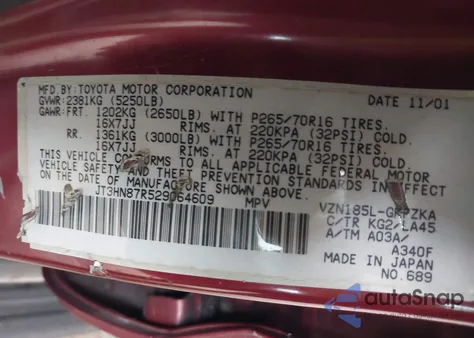 MFD. BY: TOYOTA MOTOR CORPORATION DATE 11/01
GVWR: 2381KG (5250LB)
GAWR: FRT. 1202KG (2650LB) WITH P265/70R16 TIRES.
16X7JJ RIMS. AT 220KPA (32PSI) COLD.
RR. 1361KG (3000LB) WITH P265/70R16 TIRES.
16X7JJ RIMS. AT 220KPA (32PSI) COLD.
THIS VEHICLE CONFORMS TO ALL APPLICABLE FEDERAL MOTOR
VEHICLE SAFETY AND THEFT PREVENTION STANDARDS IN EFFECT
ON THE DATE OF MANUFACTURE SHOWN ABOVE.
JT3HN87R529064609 MPV
VZN185L-
C/TR KG2/LA45
A/TM A03A/
A340F
MADE IN JAPAN
NO.689
autoSnap